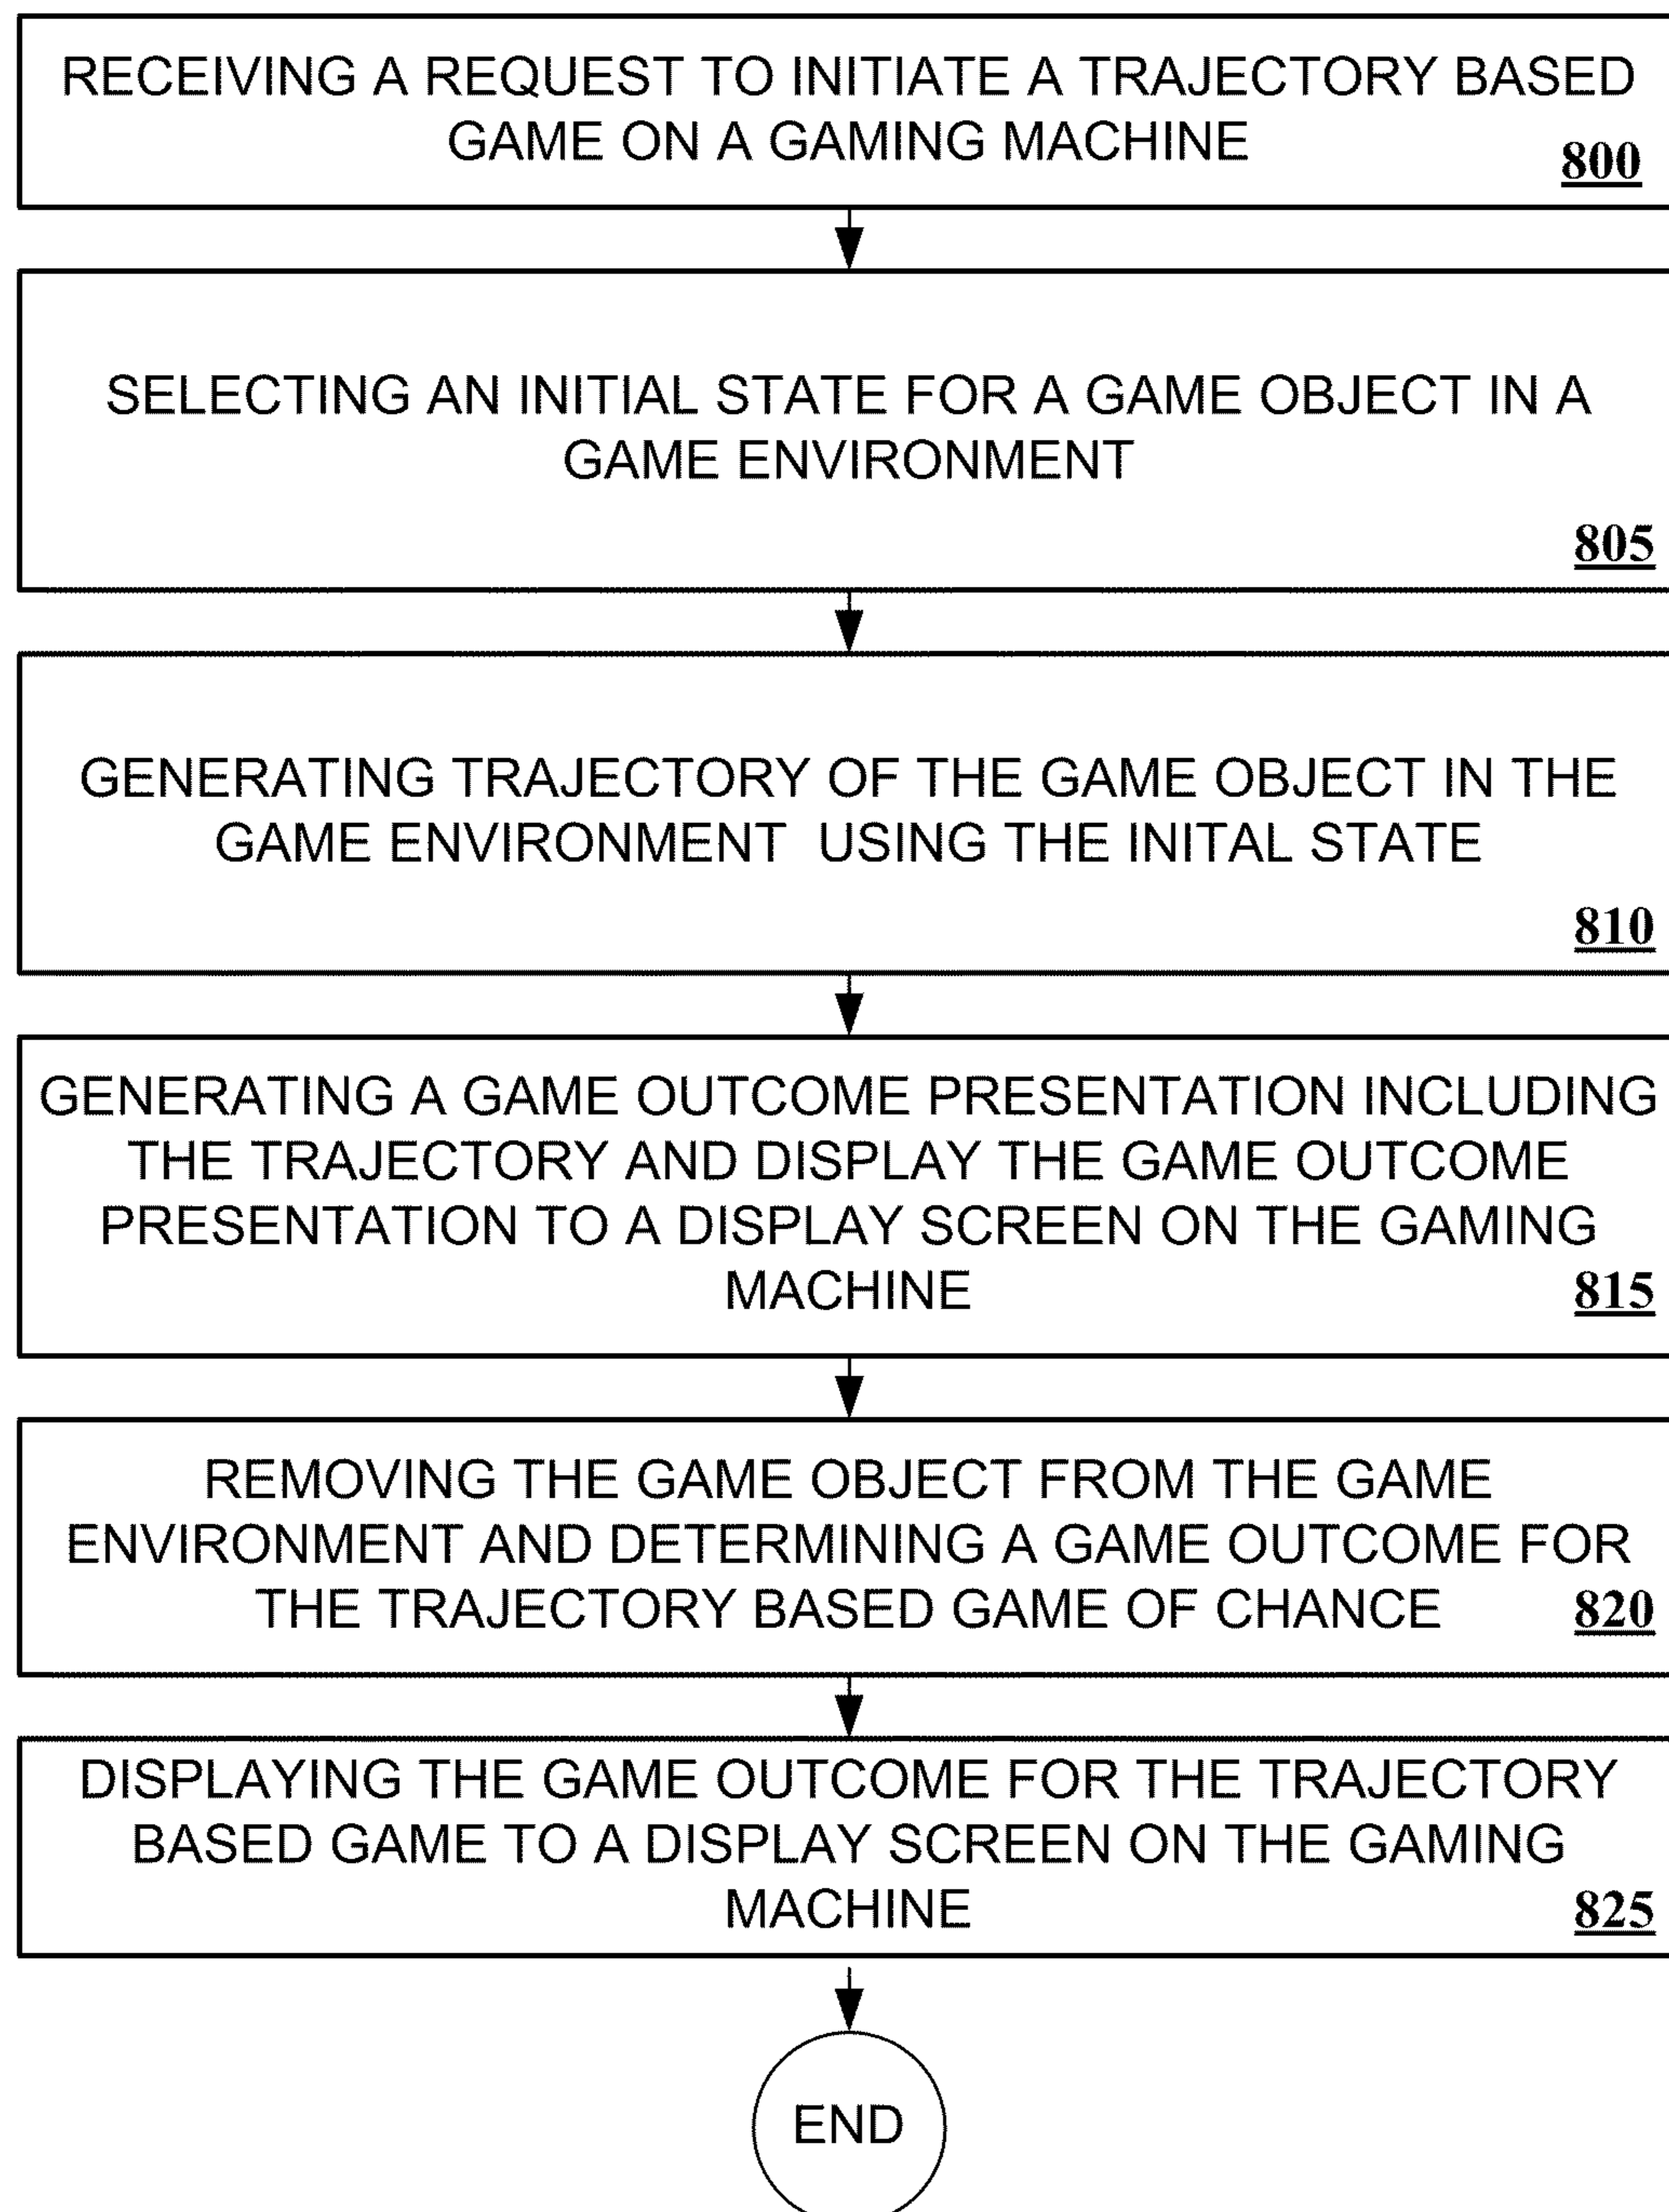 RECEIVING A REQUEST TO INITIATE A TRAJECTORY BASED
GAME ON A GAMING MACHINE
800
SELECTING AN INITIAL STATE FOR A GAME OBJECT IN A
GAME ENVIRONMENT
805
GENERATING TRAJECTORY OF THE GAME OBJECT IN THE
GAME ENVIRONMENT USING THE INITAL STATE
810
GENERATING A GAME OUTCOME PRESENTATION INCLUDING
THE TRAJECTORY AND DISPLAY THE GAME OUTCOME
PRESENTATION TO A DISPLAY SCREEN ON THE GAMING
MACHINE 815
REMOVING THE GAME OBJECT FROM THE GAME
ENVIRONMENT AND DETERMINING A GAME OUTCOME FOR
THE TRAJECTORY BASED GAME OF CHANCE 820
DISPLAYING THE GAME OUTCOME FOR THE TRAJECTORY
BASED GAME TO A DISPLAY SCREEN ON THE GAMING
MACHINE 825
END